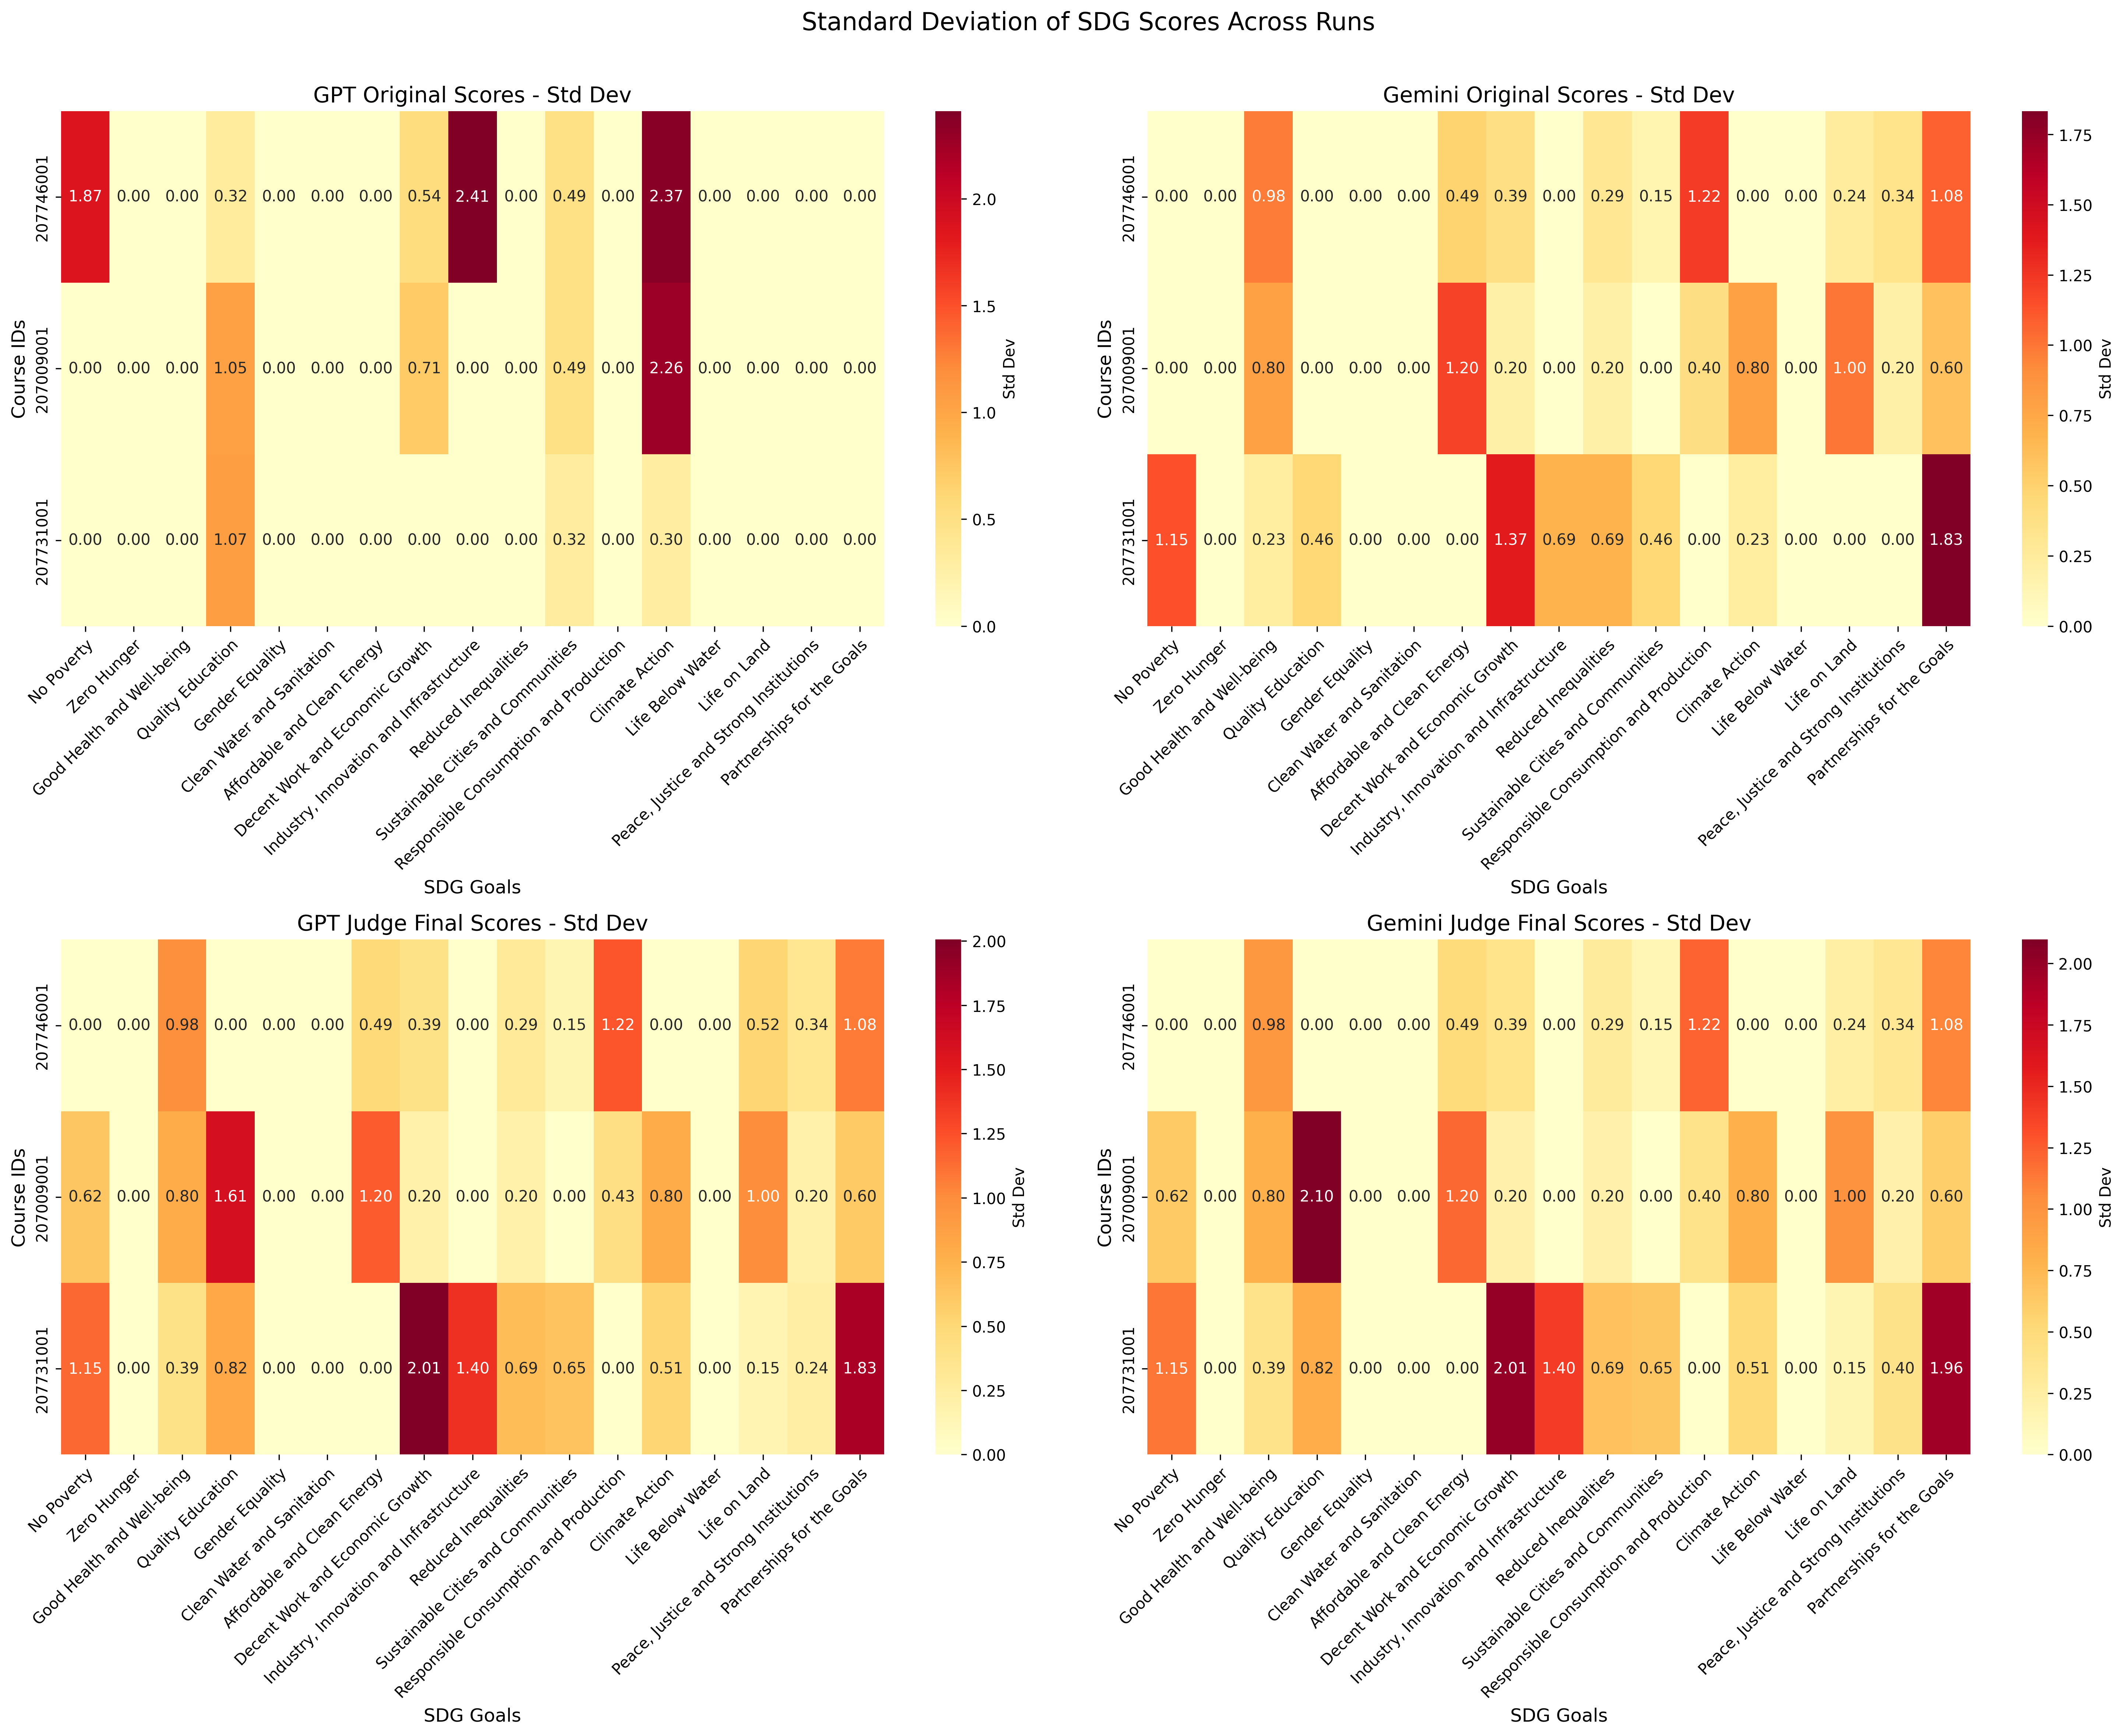 Standard Deviation of SDG Scores Across Runs
GPT Original Scores - Std Dev
Course IDs
207746001
1.87 0.00 0.00 0.32 0.00 0.00 0.00 0.54 2.41 0.00 0.49 0.00 2.37 0.00 0.00 0.00 0.00
207009001
0.00 0.00 0.00 1.05 0.00 0.00 0.00 0.71 0.00 0.00 0.49 0.00 2.26 0.00 0.00 0.00 0.00
207731001
0.00 0.00 0.00 1.07 0.00 0.00 0.00 0.00 0.00 0.00 0.32 0.00 0.30 0.00 0.00 0.00 0.00
No Poverty
Zero Hunger
Good Health and Well-being
Quality Education
Gender Equality
Clean Water and Sanitation
Affordable and Clean Energy
Decent Work and Economic Growth
Industry, Innovation and Infrastructure
Reduced Inequalities
Sustainable Cities and Communities
Responsible Consumption and Production
Climate Action
Life Below Water
Life on Land
Peace, Justice and Strong Institutions
Partnerships for the Goals
SDG Goals
2.0
1.5
1.0
0.5
0.0
Std Dev
Gemini Original Scores - Std Dev
Course IDs
207746001
0.00 0.00 0.98 0.00 0.00 0.00 0.49 0.39 0.00 0.29 0.15 1.22 0.00 0.00 0.24 0.34 1.08
207009001
0.00 0.00 0.80 0.00 0.00 0.00 1.20 0.20 0.00 0.20 0.00 0.40 0.80 0.00 1.00 0.20 0.60
207731001
1.15 0.00 0.23 0.46 0.00 0.00 0.00 1.37 0.69 0.69 0.46 0.00 0.23 0.00 0.00 0.00 1.83
No Poverty
Zero Hunger
Good Health and Well-being
Quality Education
Gender Equality
Clean Water and Sanitation
Affordable and Clean Energy
Decent Work and Economic Growth
Industry, Innovation and Infrastructure
Reduced Inequalities
Sustainable Cities and Communities
Responsible Consumption and Production
Climate Action
Life Below Water
Life on Land
Peace, Justice and Strong Institutions
Partnerships for the Goals
SDG Goals
1.75
1.50
1.25
1.00
0.75
0.50
0.25
0.00
Std Dev
GPT Judge Final Scores - Std Dev
Course IDs
207746001
0.00 0.00 0.98 0.00 0.00 0.00 0.49 0.39 0.00 0.29 0.15 1.22 0.00 0.00 0.52 0.34 1.08
207009001
0.62 0.00 0.80 1.61 0.00 0.00 1.20 0.20 0.00 0.20 0.00 0.43 0.80 0.00 1.00 0.20 0.60
207731001
1.15 0.00 0.39 0.82 0.00 0.00 0.00 2.01 1.40 0.69 0.65 0.00 0.51 0.00 0.15 0.24 1.83
No Poverty
Zero Hunger
Good Health and Well-being
Quality Education
Gender Equality
Clean Water and Sanitation
Affordable and Clean Energy
Decent Work and Economic Growth
Industry, Innovation and Infrastructure
Reduced Inequalities
Sustainable Cities and Communities
Responsible Consumption and Production
Climate Action
Life Below Water
Life on Land
Peace, Justice and Strong Institutions
Partnerships for the Goals
SDG Goals
2.00
1.75
1.50
1.25
1.00
0.75
0.50
0.25
0.00
Std Dev
Gemini Judge Final Scores - Std Dev
Course IDs
207746001
0.00 0.00 0.98 0.00 0.00 0.00 0.49 0.39 0.00 0.29 0.15 1.22 0.00 0.00 0.24 0.34 1.08
207009001
0.62 0.00 0.80 2.10 0.00 0.00 1.20 0.20 0.00 0.20 0.00 0.40 0.80 0.00 1.00 0.20 0.60
207731001
1.15 0.00 0.39 0.82 0.00 0.00 0.00 2.01 1.40 0.69 0.65 0.00 0.51 0.00 0.15 0.40 1.96
No Poverty
Zero Hunger
Good Health and Well-being
Quality Education
Gender Equality
Clean Water and Sanitation
Affordable and Clean Energy
Decent Work and Economic Growth
Industry, Innovation and Infrastructure
Reduced Inequalities
Sustainable Cities and Communities
Responsible Consumption and Production
Climate Action
Life Below Water
Life on Land
Peace, Justice and Strong Institutions
Partnerships for the Goals
SDG Goals
2.00
1.75
1.50
1.25
1.00
0.75
0.50
0.25
0.00
Std Dev